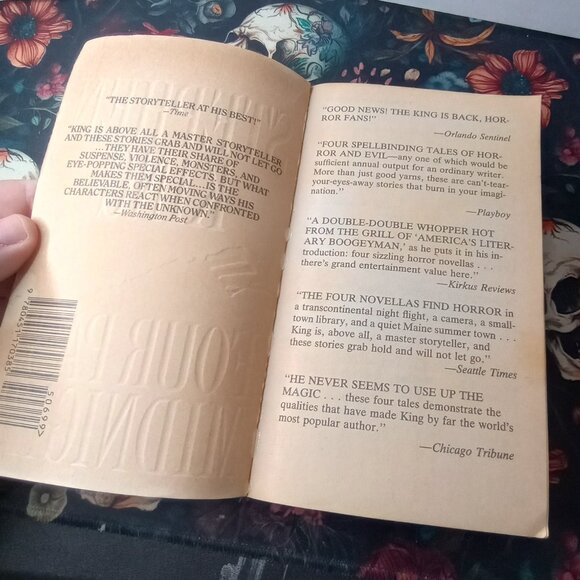 "THE STORYTELLER AT HIS BEST!"
—Time
"KING IS ABOVE ALL A MASTER STORYTELLER
AND THESE STORIES GRAB AND WILL NOT LET GO
. . . THEY HAVE THEIR SHARE OF
SUSPENSE, VIOLENCE, MONSTERS, AND
EYE-POPPING SPECIAL EFFECTS. BUT WHAT
MAKES THEM SPECIAL . . . IS THE
BELIEVABLE, OFTEN MOVING WAYS HIS
CHARACTERS REACT WHEN CONFRONTED
WITH THE UNKNOWN."
—Washington Post
9 780451 170385
50699>
"GOOD NEWS! THE KING IS BACK, HOR-
ROR FANS!"
—Orlando Sentinel
"FOUR SPELLBINDING TALES OF HOR-
ROR AND EVIL—any one of which would be
sufficient annual output for an ordinary writer.
More than just good yarns, these are can't-tear-
your-eyes-away stories that burn in your imagi-
nation."
—Playboy
"A DOUBLE-DOUBLE WHOPPER HOT
FROM THE GRILL OF 'AMERICA'S LITER-
ARY BOOGEYMAN,' as he puts it in his in-
troduction: four sizzling horror novellas . . .
there's grand entertainment value here."
—Kirkus Reviews
"THE FOUR NOVELLAS FIND HORROR in
a transcontinental night flight, a camera, a small-
town library, and a quiet Maine summer town . . .
King is, above all, a master storyteller, and
these stories grab hold and will not let go."
—Seattle Times
"HE NEVER SEEMS TO USE UP THE
MAGIC . . . these four tales demonstrate the
qualities that have made King by far the world's
most popular author."
—Chicago Tribune